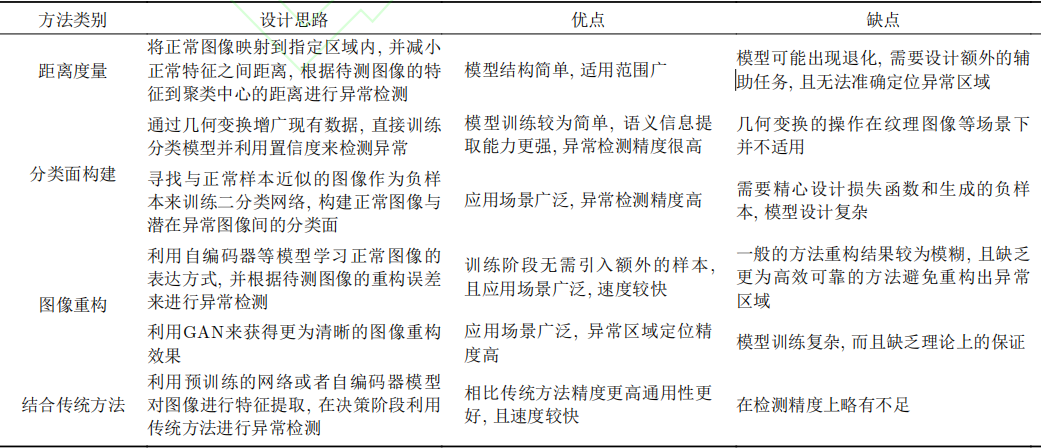 方法类别 设计思路 优点 缺点
距离度量
将正常图像映射到指定区域内, 并减小
正常特征之间距离, 根据待测图像的特
征到聚类中心的距离进行异常检测
模型结构简单, 适用范围广
模型可能出现退化, 需要设计额外的辅
助任务, 且无法准确定位异常区域
分类面构建
通过几何变换增广现有数据, 直接训练
分类模型并利用置信度来检测异常
模型训练较为简单, 语义信息提
取能力更强, 异常检测精度很高
几何变换的操作在纹理图像等场景下
并不适用
寻找与正常样本近似的图像作为负样
本来训练二分类网络, 构建正常图像与
潜在异常图像间的分类面
应用场景广泛, 异常检测精度高
需要精心设计损失函数和生成的负样
本, 模型设计复杂
图像重构
利用自编码器等模型学习正常图像的
表达方式, 并根据待测图像的重构误差
来进行异常检测
训练阶段无需引入额外的样本,
且应用场景广泛, 速度较快
一般的方法重构结果较为模糊, 且缺乏
更为高效可靠的方法避免重构出异常
区域
利用GAN来获得更为清晰的图像重构
效果
应用场景广泛, 异常区域定位精
度高
模型训练复杂, 而且缺乏理论上的保证
结合传统方法
利用预训练的网络或者自编码器模型
对图像进行特征提取, 在决策阶段利用
传统方法进行异常检测
相比传统方法精度更高通用性更
好, 且速度较快
在检测精度上略有不足